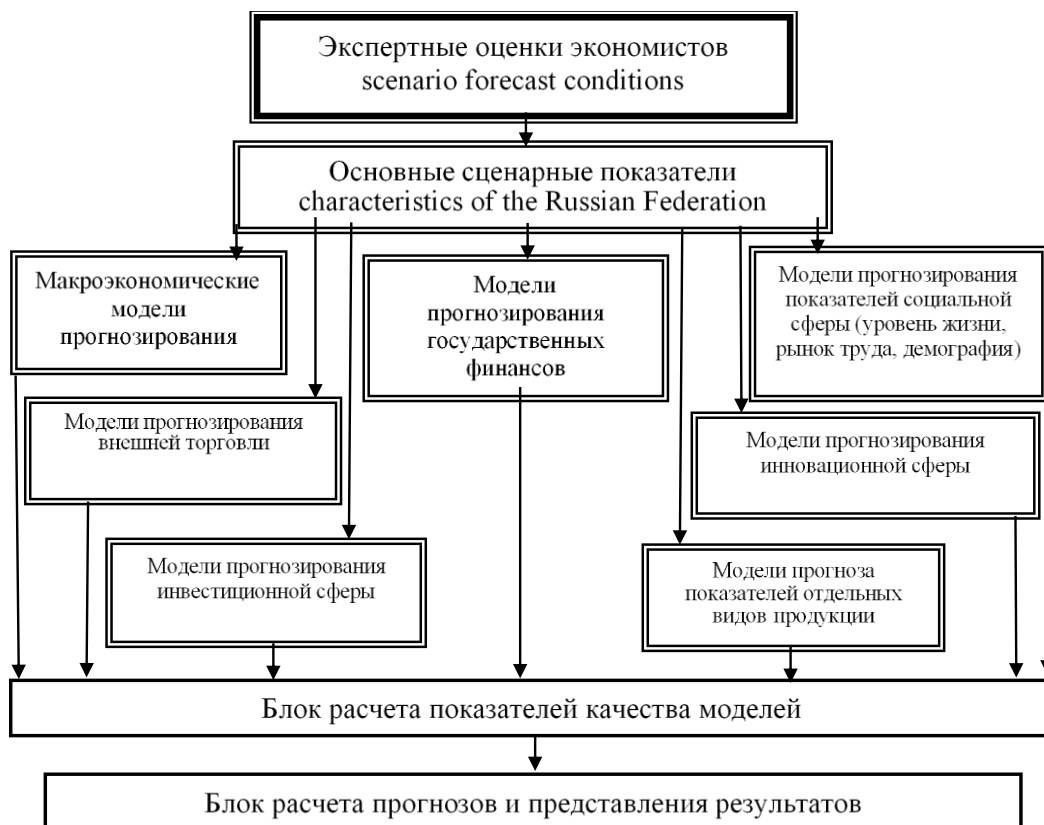 Экспертные оценки экономистов
scenario forecast conditions
Основные сценарные показатели
characteristics of the Russian Federation
Макроэкономические
модели
прогнозирования
Модели
прогнозирования
государственных
финансов
Модели прогнозирования
показателей социальной
сферы (уровень жизни,
рынок труда, демография)
Модели прогнозирования
внешней торговли
Модели прогнозирования
инновационной сферы
Модели прогнозирования
инвестиционной сферы
Модели прогноза
показателей отдельных
видов продукции
Блок расчета показателей качества моделей
Блок расчета прогнозов и представления результатов